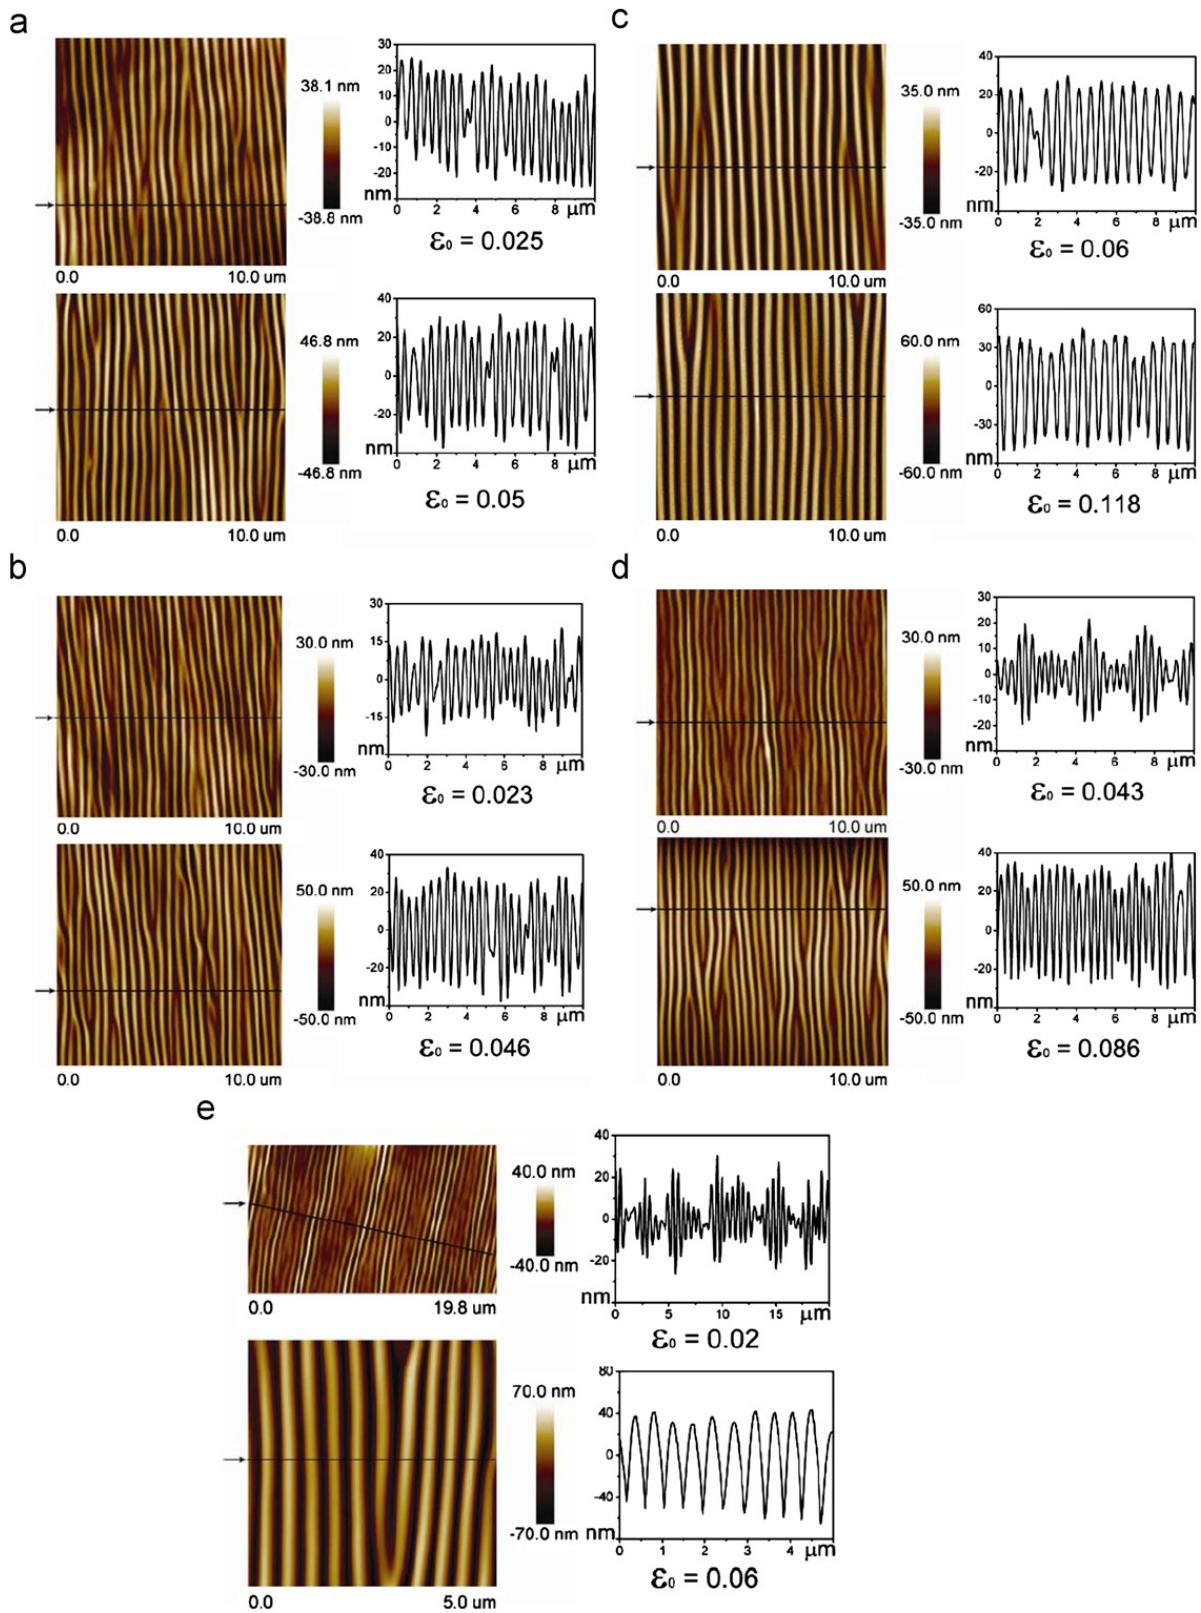 a
38.1 nm
-38.8 nm
0.0 10.0 um
30
20
10
0
-10
-20
-30
nm
0 2 4 6 8 μm
ε₀ = 0.025
46.8 nm
-46.8 nm
0.0 10.0 um
40
20
0
-20
nm
0 2 4 6 8 μm
ε₀ = 0.05
c
35.0 nm
-35.0 nm
0.0 10.0 um
40
20
0
-20
nm
0 2 4 6 8 μm
ε₀ = 0.06
60.0 nm
-60.0 nm
0.0 10.0 um
60
30
0
-30
nm
0 2 4 6 8 μm
ε₀ = 0.118
b
30.0 nm
-30.0 nm
0.0 10.0 um
30
15
0
-15
nm
0 2 4 6 8 μm
ε₀ = 0.023
50.0 nm
-50.0 nm
0.0 10.0 um
40
20
0
-20
nm
0 2 4 6 8 μm
ε₀ = 0.046
d
30.0 nm
-30.0 nm
0.0 10.0 um
30
20
10
0
-10
-20
nm
0 2 4 6 8 μm
ε₀ = 0.043
50.0 nm
-50.0 nm
0.0 10.0 um
40
20
0
-20
nm
0 2 4 6 8 μm
ε₀ = 0.086
e
40.0 nm
-40.0 nm
0.0 19.8 um
40
20
0
-20
nm
0 5 10 15 μm
ε₀ = 0.02
70.0 nm
-70.0 nm
0.0 5.0 um
80
40
0
-40
nm
0 1 2 3 4 μm
ε₀ = 0.06